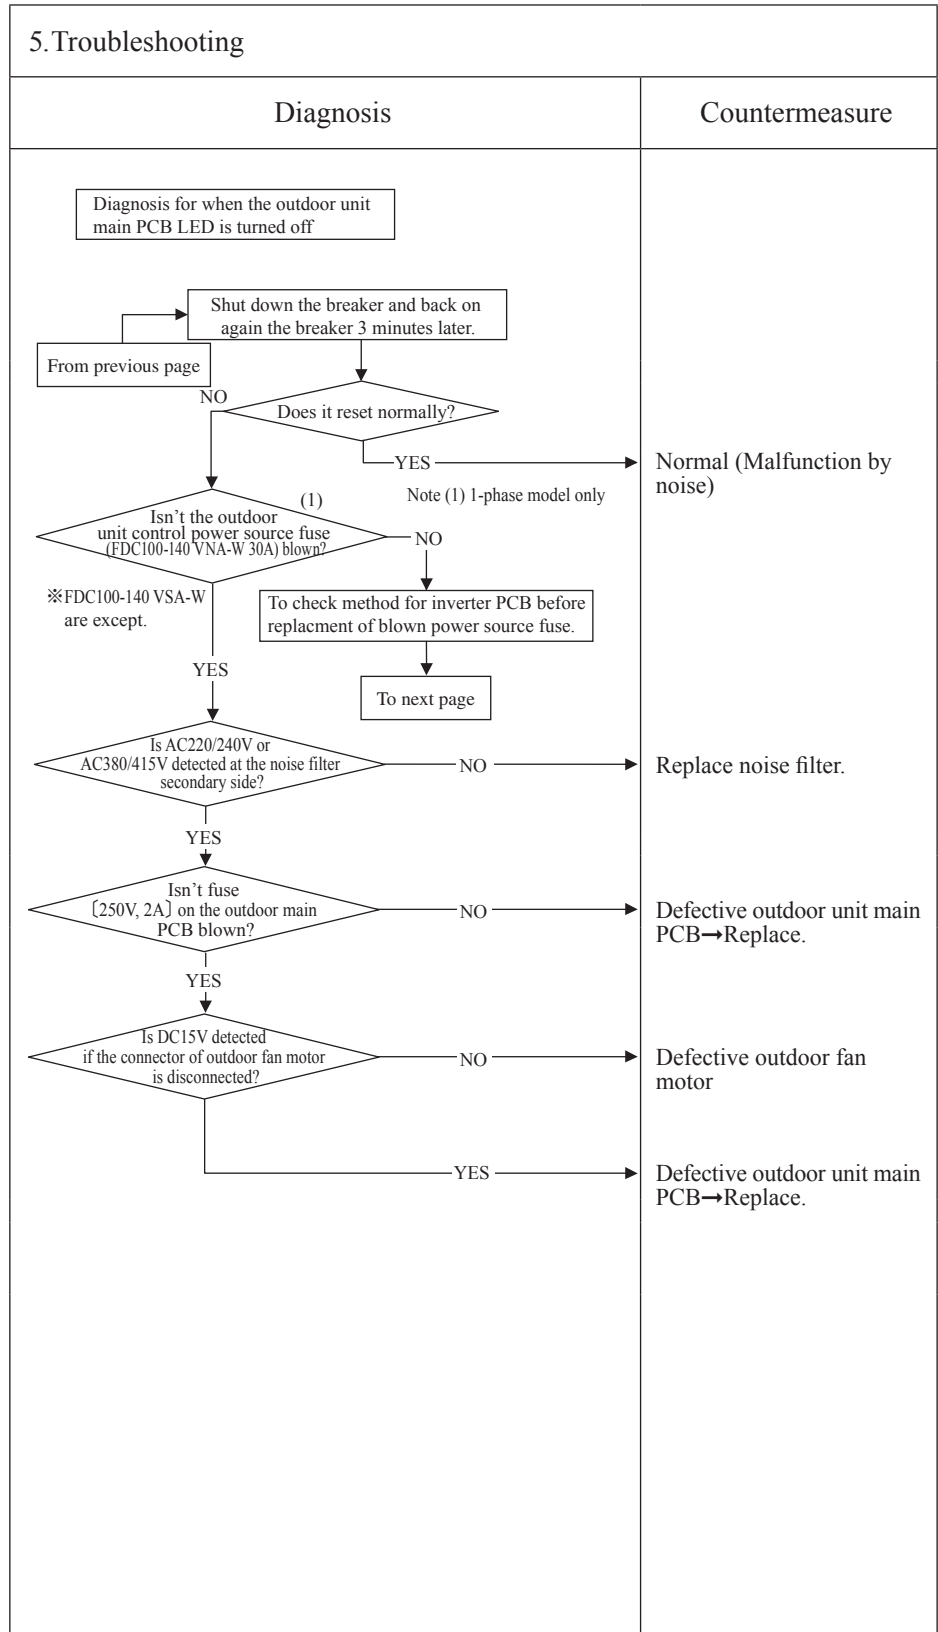 5.Troubleshooting
Diagnosis
Countermeasure
Diagnosis for when the outdoor unit
main PCB LED is turned off
Shut down the breaker and back on
again the breaker 3 minutes later.
From previous page
NO
Does it reset normally?
YES
Normal (Malfunction by
noise)
Note (1) 1-phase model only
(1)
Isn't the outdoor
unit control power source fuse
(FDC100-140 VNA-W 30A) blown?
NO
※FDC100-140 VSA-W
are except.
To check method for inverter PCB before
replacment of blown power source fuse.
YES
To next page
Is AC220/240V or
AC380/415V detected at the noise filter
secondary side?
NO
Replace noise filter.
YES
Isn't fuse
〔250V, 2A〕on the outdoor main
PCB blown?
NO
Defective outdoor unit main
PCB→Replace.
YES
Is DC15V detected
if the connector of outdoor fan motor
is disconnected?
NO
Defective outdoor fan
motor
YES
Defective outdoor unit main
PCB→Replace.